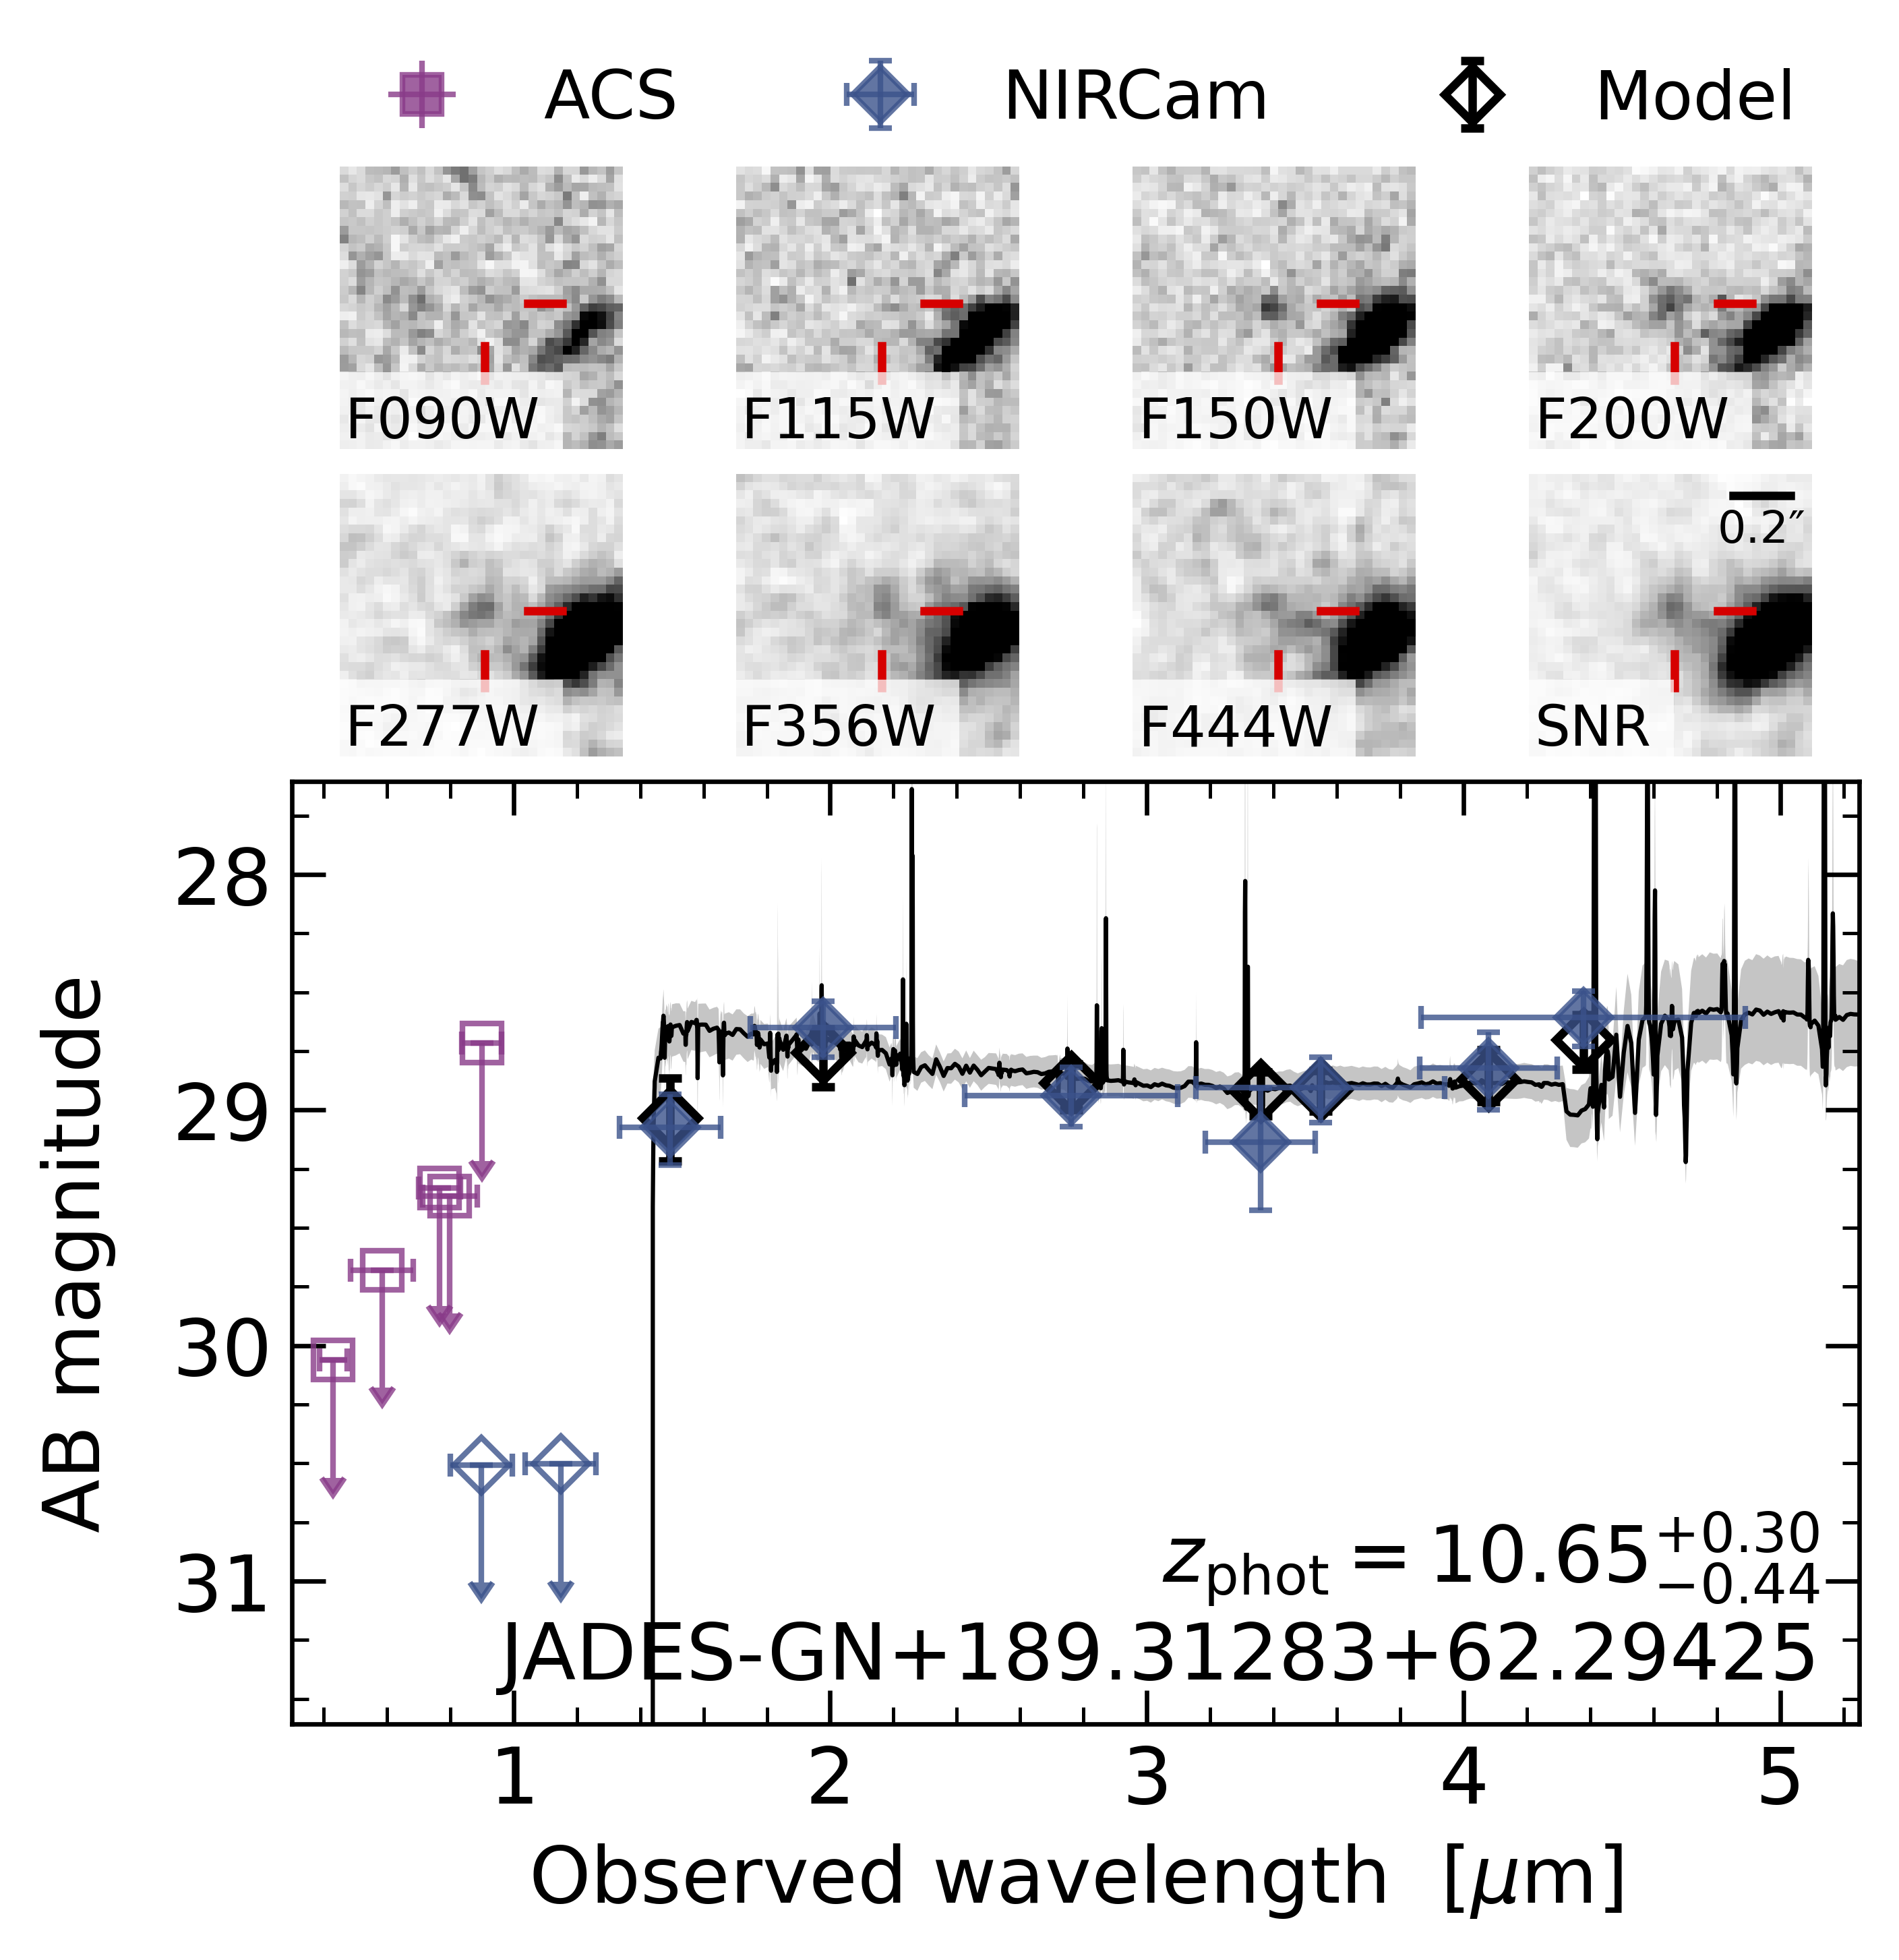 ACS NIRCam Model
F090W F115W F150W F200W
0.2″
F277W F356W F444W SNR
28
29
30
31
AB magnitude
z_phot = 10.65 +0.30 −0.44
JADES-GN+189.31283+62.29425
1 2 3 4 5
Observed wavelength [μm]